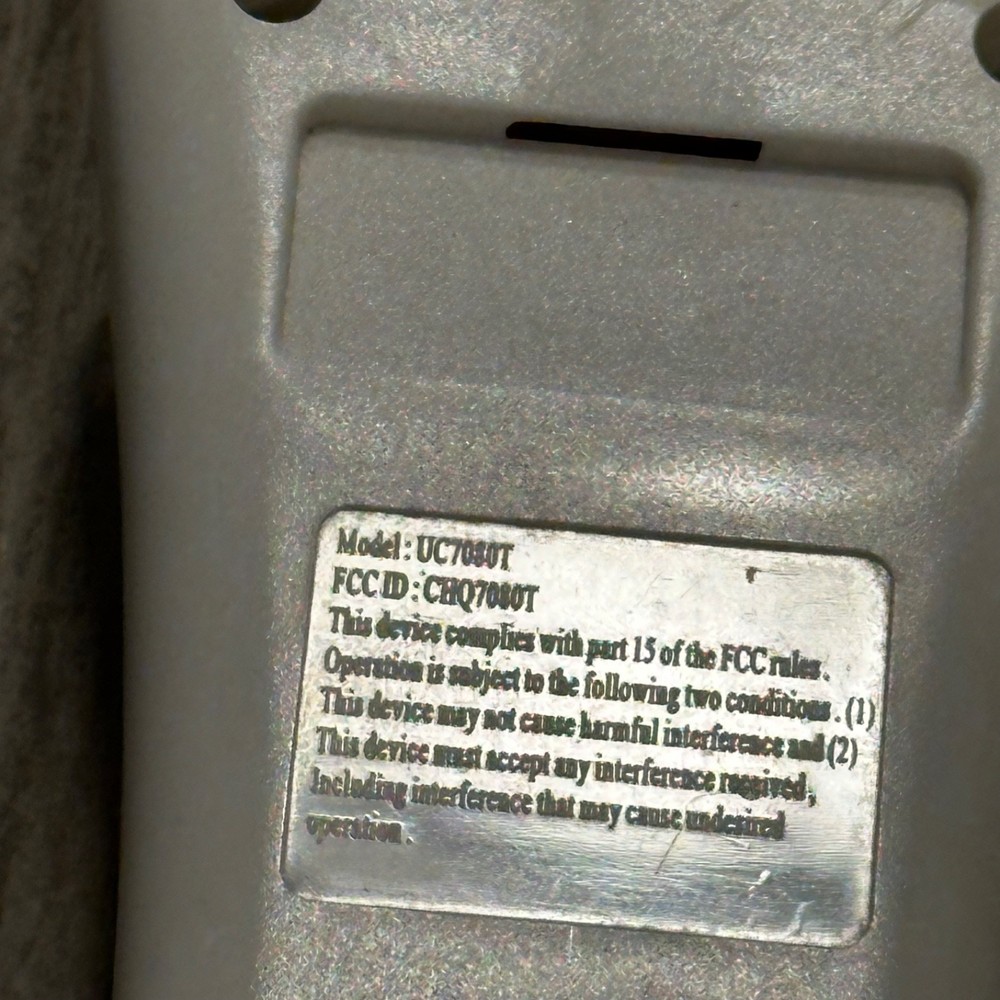 Model : UC7080T
FCC ID : CHQ7080T
This device complies with part 15 of the FCC rules .
Operation is subject to the following two conditions . (1)
This device may not cause harmful interference and (2)
This device must accept any interference received ,
Including interference that may cause undesired
operation .